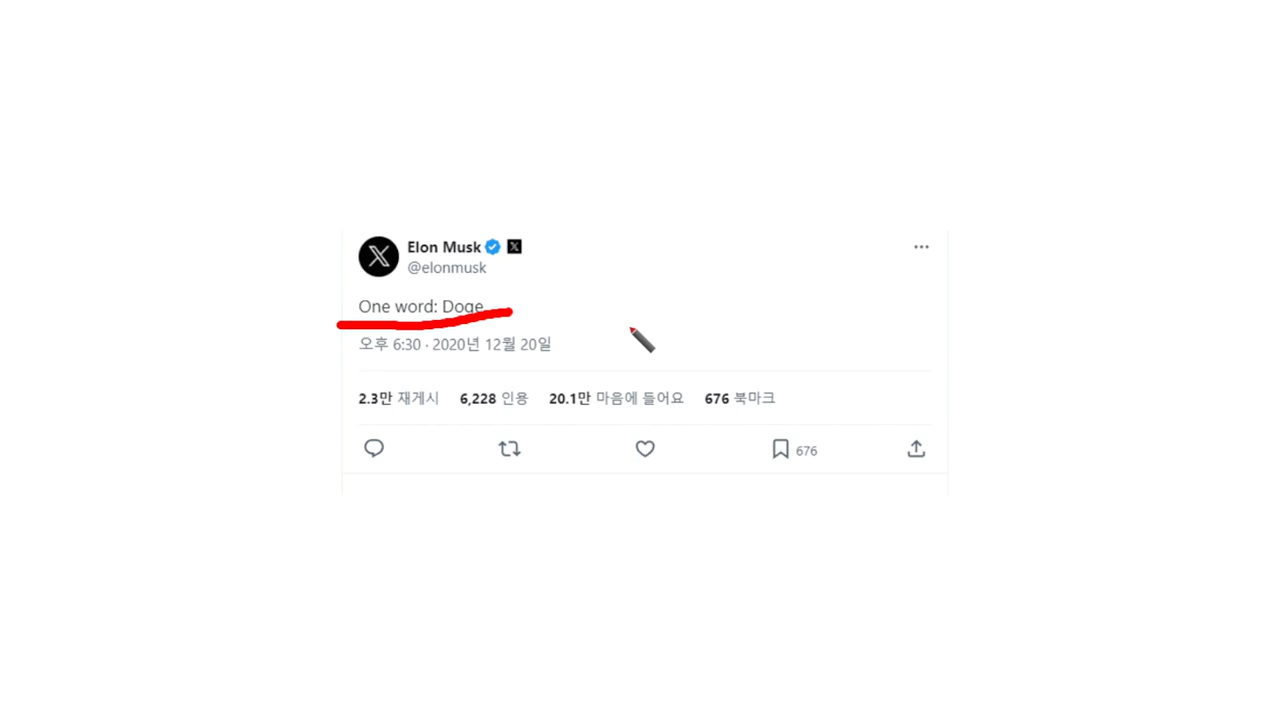 Elon Musk
@elonmusk
One word: Doge
오후 6:30 · 2020년 12월 20일
2.3만 재게시 6,228 인용 20.1만 마음에 들어요 676 북마크
676